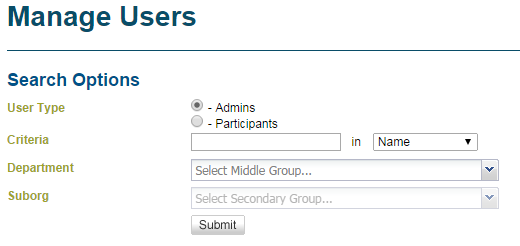 Manage Users
Search Options
User Type - Admins
- Participants
Criteria in Name
Department Select Middle Group...
Suborg Select Secondary Group...
Submit